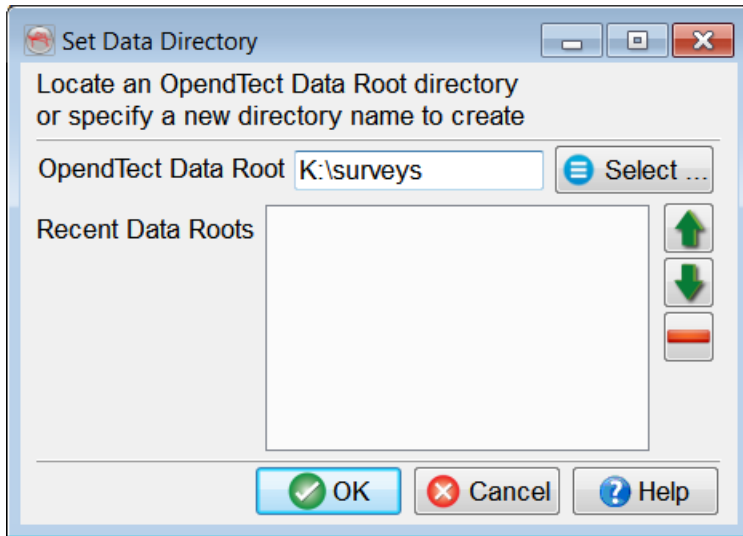 Set Data Directory
Locate an OpendTect Data Root directory
or specify a new directory name to create
OpendTect Data Root K:\surveys Select ...
Recent Data Roots
OK Cancel Help